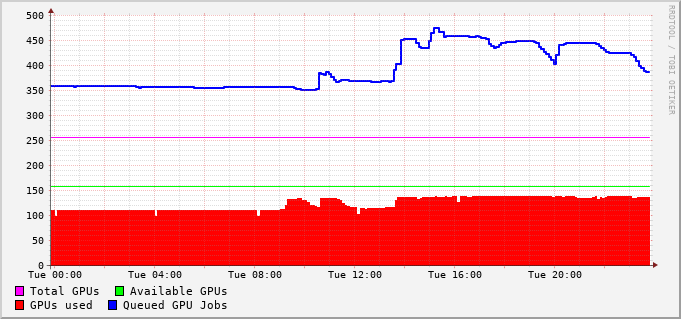 500
450
400
350
300
250
200
150
100
50
0
Tue 00:00 Tue 04:00 Tue 08:00 Tue 12:00 Tue 16:00 Tue 20:00
Total GPUs Available GPUs
GPUs used Queued GPU Jobs
RRDTOOL / TOBI OETIKER